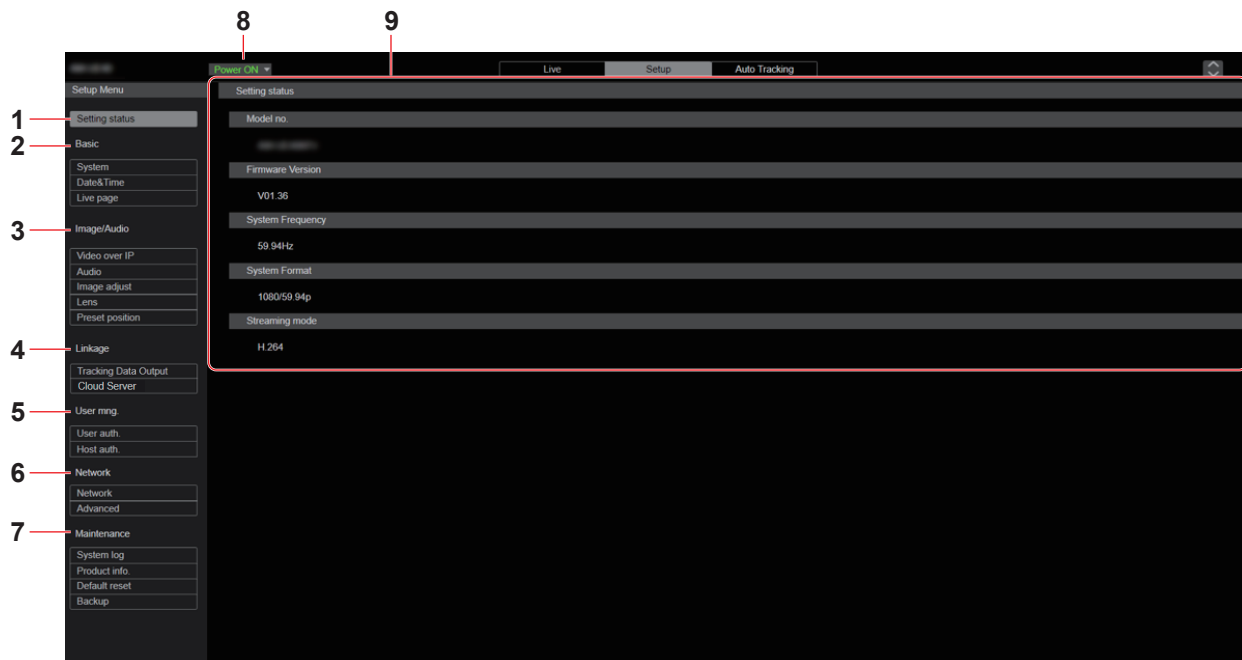 8 9
Power ON Live Setup Auto Tracking
Setup Menu
Setting status
1 Setting status
2 Basic
System
Date&Time
Live page
3 Image/Audio
Video over IP
Audio
Image adjust
Lens
Preset position
4 Linkage
Tracking Data Output
Cloud Server
5 User mng.
User auth.
Host auth.
6 Network
Network
Advanced
7 Maintenance
System log
Product info.
Default reset
Backup
Model no.
Firmware Version
V01.36
System Frequency
59.94Hz
System Format
1080/59.94p
Streaming mode
H.264